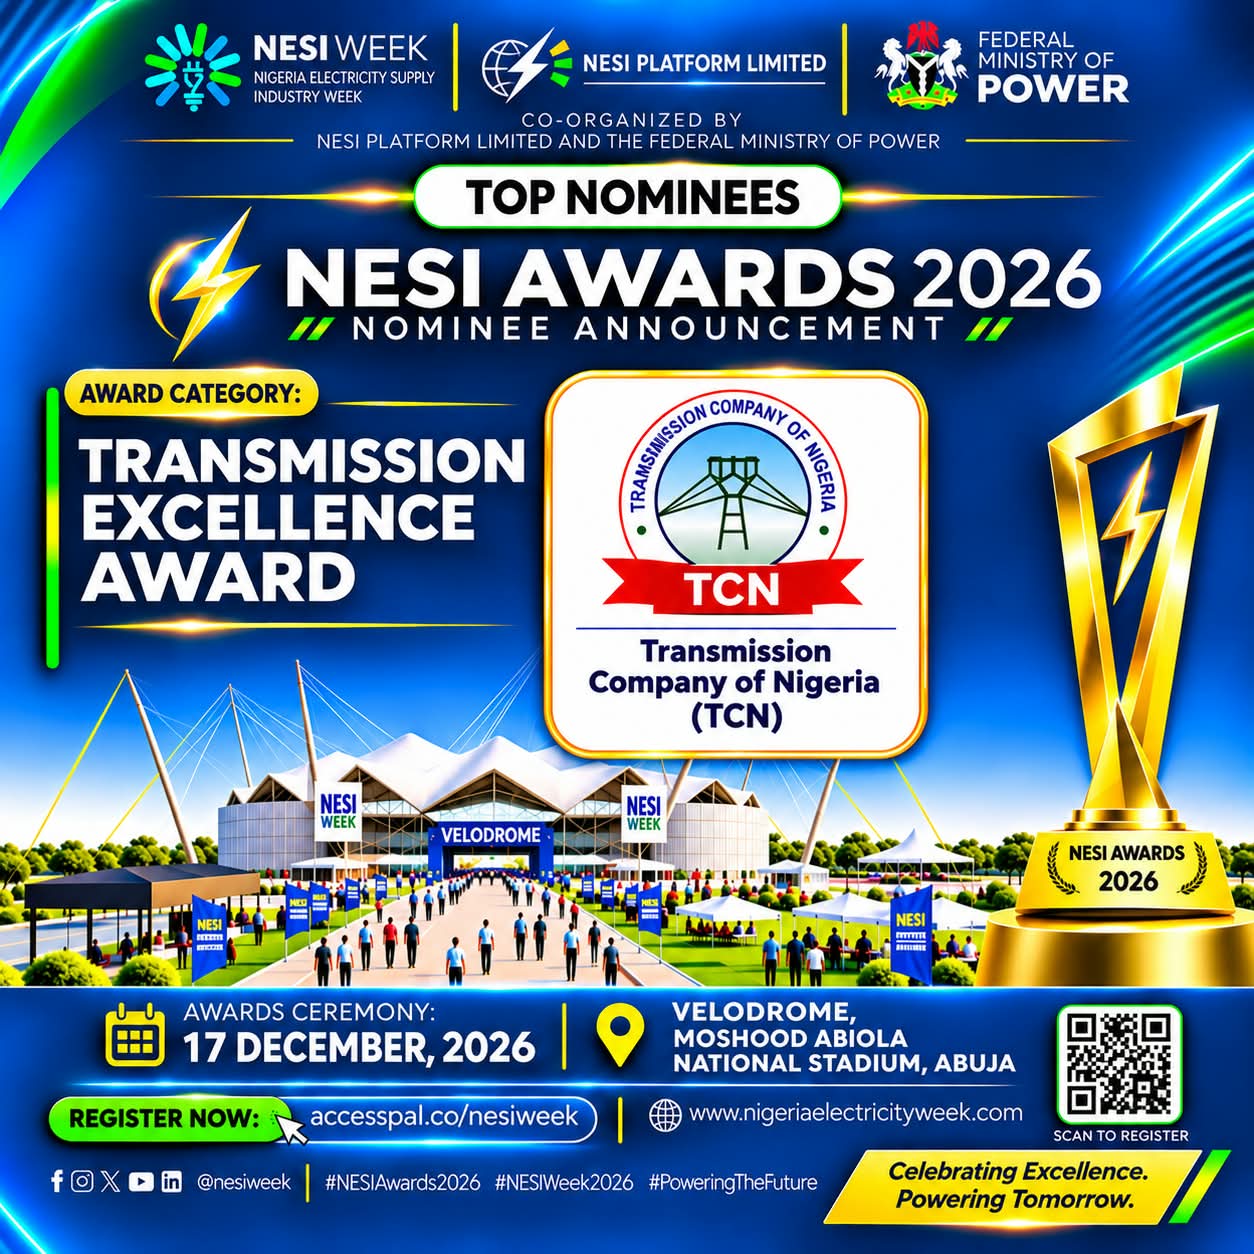 NESI WEEK
NIGERIA ELECTRICITY SUPPLY
INDUSTRY WEEK
NESI PLATFORM LIMITED
FEDERAL
MINISTRY OF
POWER
CO-ORGANIZED BY
NESI PLATFORM LIMITED AND THE FEDERAL MINISTRY OF POWER
TOP NOMINEES
NESI AWARDS 2026
NOMINEE ANNOUNCEMENT
AWARD CATEGORY:
TRANSMISSION
EXCELLENCE
AWARD
TCN
Transmission
Company of Nigeria
(TCN)
NESI
WEEK
VELODROME
NESI
WEEK
NESI AWARDS
2026
NESI
NESI
AWARDS CEREMONY:
17 DECEMBER, 2026
VELODROME,
MOSHOOD ABIOLA
NATIONAL STADIUM, ABUJA
REGISTER NOW:
accesspal.co/nesiweek
www.nigeriaelectricityweek.com
SCAN TO REGISTER
@nesiweek
#NESIAwards2026 #NESIWeek2026 #PoweringTheFuture
Celebrating Excellence.
Powering Tomorrow.